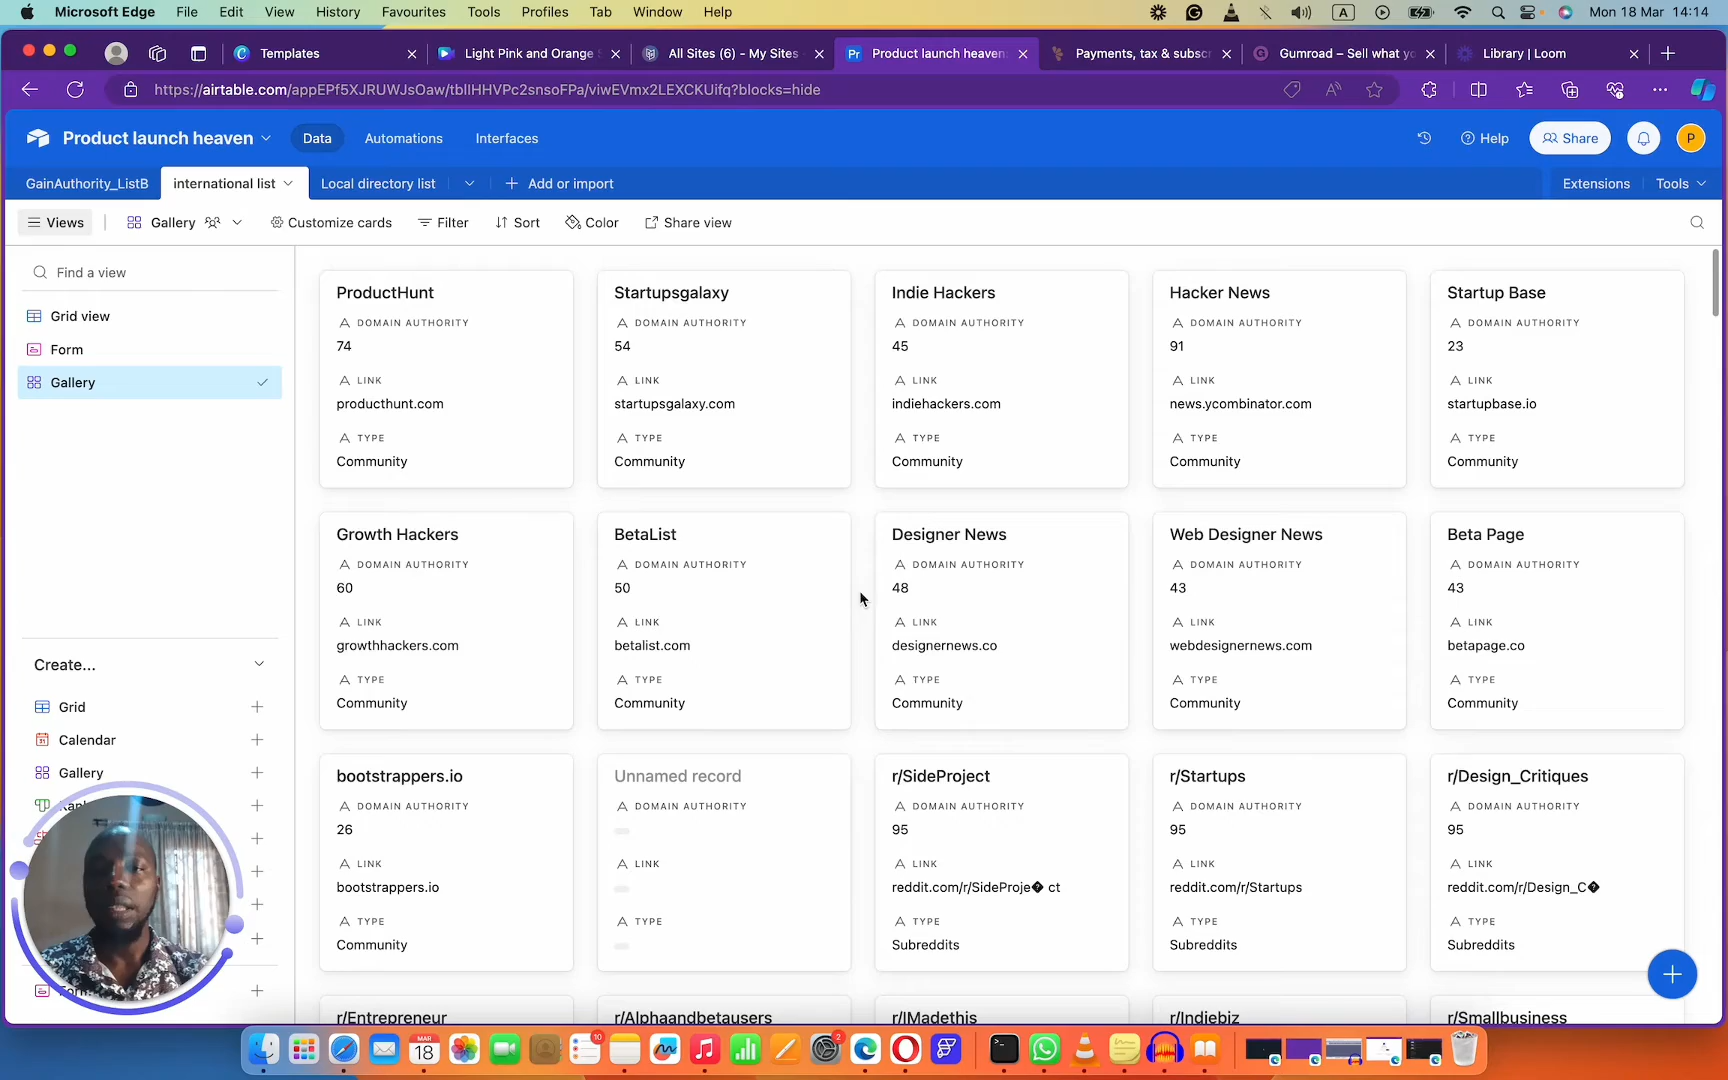 Microsoft Edge File Edit View History Favourites Tools Profiles Tab Window Help A Mon 18 Mar 14:14
Templates Light Pink and Orange All Sites (6) - My Sites - Product launch heaven: Payments, tax & subscr Gumroad – Sell what yo Library | Loom
https://airtable.com/appEPf5XJRUWJsOaw/tblIHHVPc2snsoFPa/viwEVmx2LEXCKUifq?blocks=hide
Product launch heaven Data Automations Interfaces Help Share P
GainAuthority_ListB international list Local directory list Add or import Extensions Tools
Views Gallery Customize cards Filter Sort Color Share view
Find a view
Grid view
Form
Gallery
Create...
Grid
Calendar
Gallery
ProductHunt Startupsgalaxy Indie Hackers Hacker News Startup Base
DOMAIN AUTHORITY DOMAIN AUTHORITY DOMAIN AUTHORITY DOMAIN AUTHORITY DOMAIN AUTHORITY
74 54 45 91 23
LINK LINK LINK LINK LINK
producthunt.com startupsgalaxy.com indiehackers.com news.ycombinator.com startupbase.io
TYPE TYPE TYPE TYPE TYPE
Community Community Community Community Community
Growth Hackers BetaList Designer News Web Designer News Beta Page
DOMAIN AUTHORITY DOMAIN AUTHORITY DOMAIN AUTHORITY DOMAIN AUTHORITY DOMAIN AUTHORITY
60 50 48 43 43
LINK LINK LINK LINK LINK
growthhackers.com betalist.com designernews.co webdesignernews.com betapage.co
TYPE TYPE TYPE TYPE TYPE
Community Community Community Community Community
bootstrappers.io Unnamed record r/SideProject r/Startups r/Design_Critiques
DOMAIN AUTHORITY DOMAIN AUTHORITY DOMAIN AUTHORITY DOMAIN AUTHORITY DOMAIN AUTHORITY
26 95 95 95
LINK LINK LINK LINK LINK
bootstrappers.io reddit.com/r/SideProje� ct reddit.com/r/Startups reddit.com/r/Design_C�
TYPE TYPE TYPE TYPE TYPE
Community Subreddits Subreddits Subreddits
r/Entrepreneur r/Alphaandbetausers r/IMadethis r/Indiebiz r/Smallbusiness
MAR
18 10 2